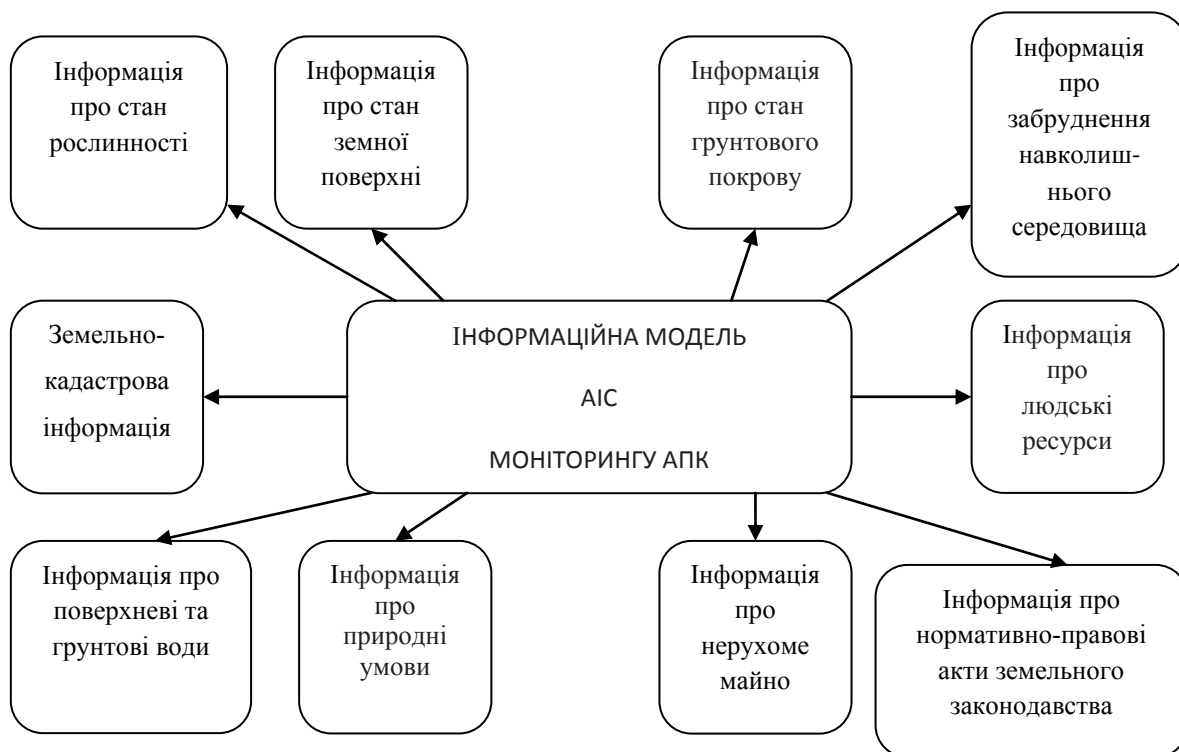 Інформація
про стан
рослинності
Інформація
про стан
земної
поверхні
Інформація
про стан
грунтового
покрову
Інформація
про
забруднення
навколиш-
нього
середовища
Земельно-
кадастрова
інформація
ІНФОРМАЦІЙНА МОДЕЛЬ
АІС
МОНІТОРИНГУ АПК
Інформація
про
людські
ресурси
Інформація про
поверхневі та
грунтові води
Інформація
про
природні
умови
Інформація
про
нерухоме
майно
Інформація про
нормативно-правові
акти земельного
законодавства